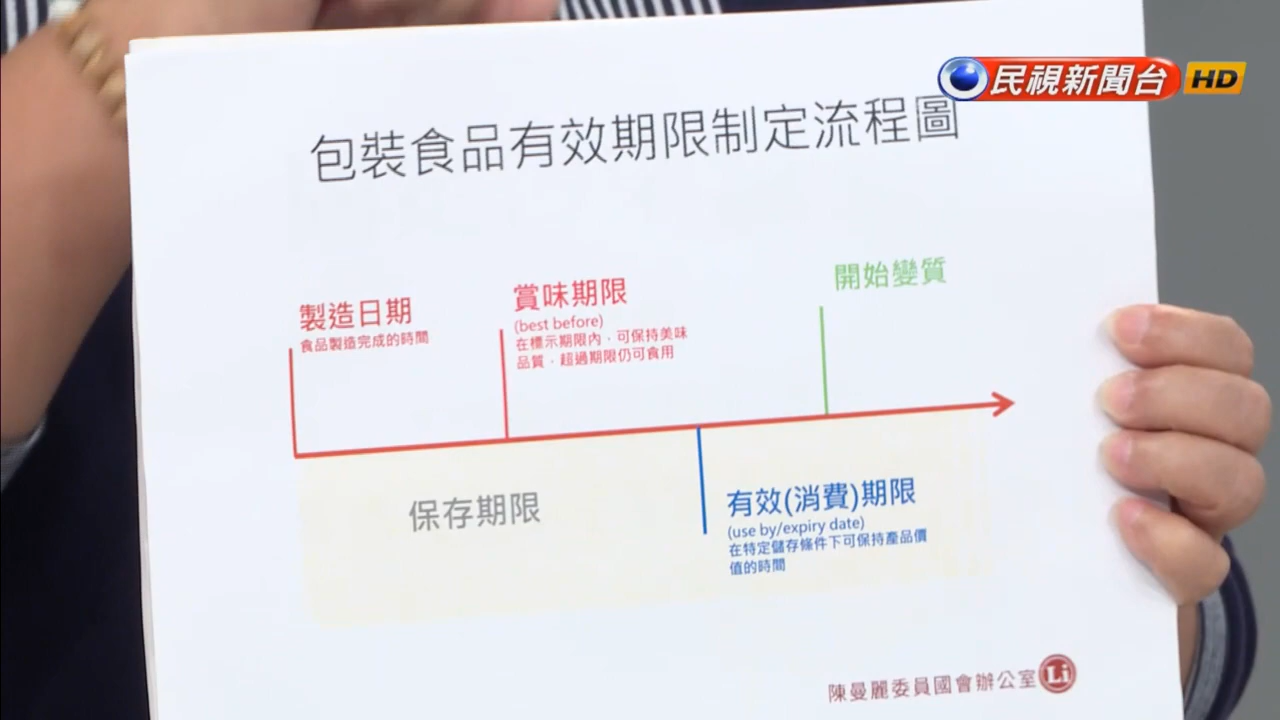 民視新聞台 HD
包裝食品有效期限制定流程圖
製造日期
食品製造完成的時間
賞味期限
(best before)
在標示期限內，可保持美味
品質，超過期限仍可食用
開始變質
保存期限
有效(消費)期限
(use by/expiry date)
在特定儲存條件下可保持產品價
值的時間
陳曼麗委員國會辦公室 Li